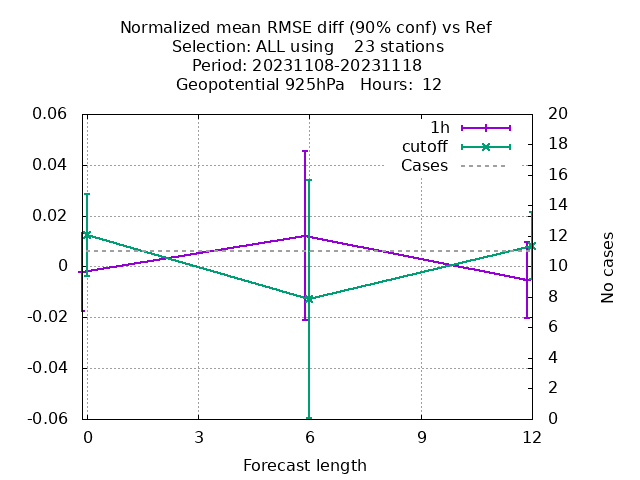 Normalized mean RMSE diff (90% conf) vs Ref
Selection: ALL using    23 stations
Period: 20231108-20231118
Geopotential 925hPa   Hours:  12
0.06
0.04
0.02
0
-0.02
-0.04
-0.06
20
18
16
14
12
10
8
6
4
2
0
1h
cutoff
Cases
No cases
0 3 6 9 12
Forecast length